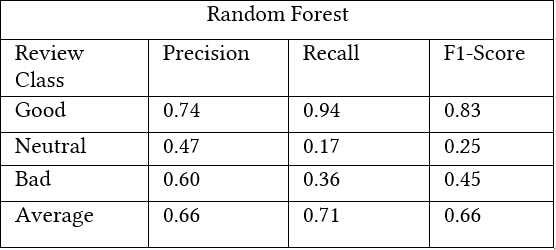 Random Forest
Review Class Precision Recall F1-Score
Good 0.74 0.94 0.83
Neutral 0.47 0.17 0.25
Bad 0.60 0.36 0.45
Average 0.66 0.71 0.66